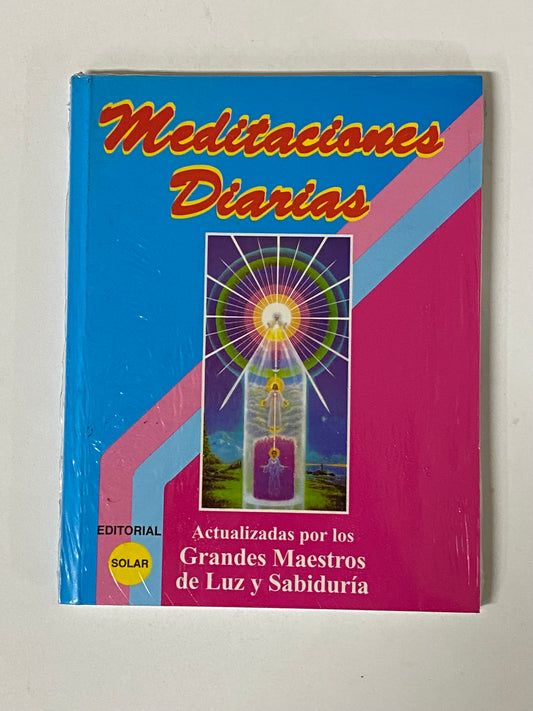 Meditaciones
Diarias
EDITORIAL
SOLAR
Actualizadas por los
Grandes Maestros
de Luz y Sabiduría